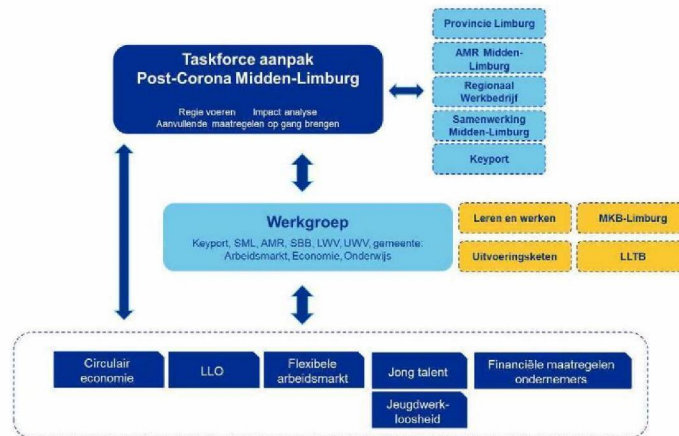 Provincie Limburg
Taskforce aanpak
Post-Corona Midden-Limburg
AMR Midden-
Limburg
Regionaal
Werkbedrijf
Regie voeren Impact analyse
Aanvullende maatregelen op gang brengen
Samenwerking
Midden-Limburg
Keyport
Werkgroep
Keyport, SML, AMR, SBB, LWV, UWV, gemeente:
Arbeidsmarkt, Economie, Onderwijs
Leren en werken
MKB-Limburg
Uitvoeringsketen
LLTB
Circulair
economie
LLO
Flexibele
arbeidsmarkt
Jong talent
Financiële maatregelen
ondernemers
Jeugdwerk-
loosheid